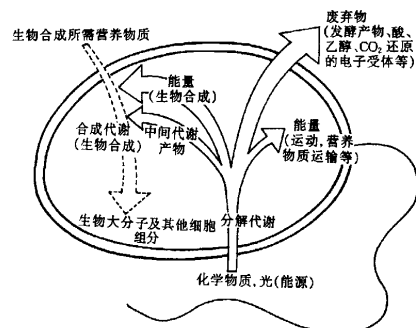 生物合成所需营养物质
废弃物
(发酵产物、酸、
乙醇、CO₂ 还原
的电子受体等)
能量
(生物合成)
能量
(运动、营养
物质运输等)
合成代谢
(生物合成)
中间代谢
产物
生物大分子及其他细胞
组分
分解代谢
化学物质,光(能源)